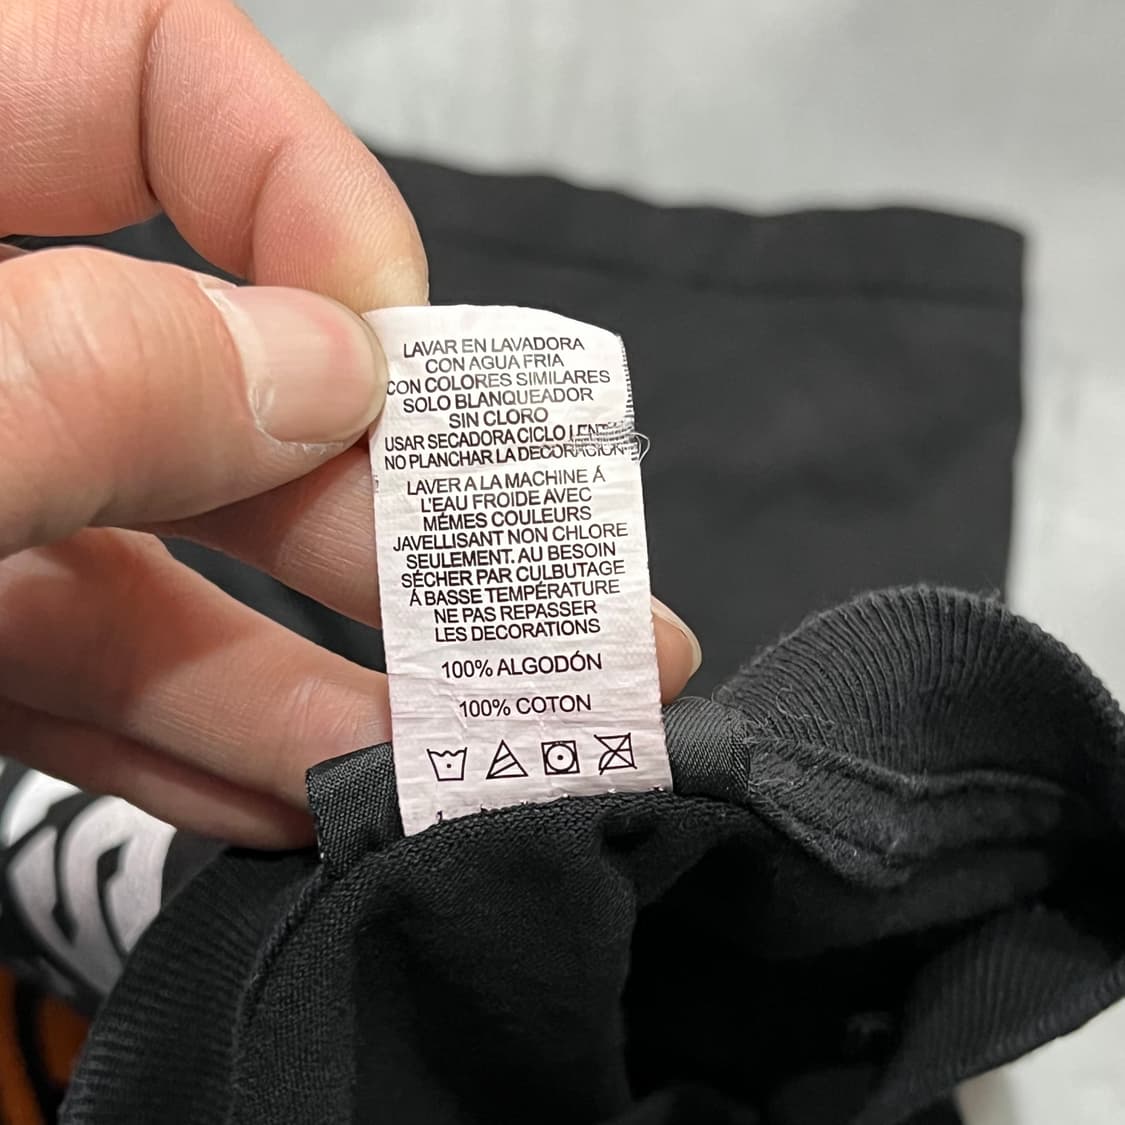 LAVAR EN LAVADORA
CON AGUA FRIA
CON COLORES SIMILARES
SOLO BLANQUEADOR
SIN CLORO
USAR SECADORA CICLO LENTO
NO PLANCHAR LA DECORACION
LAVER A LA MACHINE Á
L'EAU FROIDE AVEC
MÉMES COULEURS
JAVELLISANT NON CHLORE
SEULEMENT. AU BESOIN
SÉCHER PAR CULBUTAGE
Á BASSE TEMPÉRATURE
NE PAS REPASSER
LES DECORATIONS
100% ALGODÓN
100% COTON